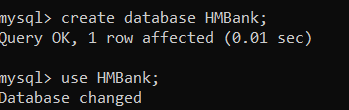 mysql> create database HMBank;
Query OK, 1 row affected (0.01 sec)
mysql> use HMBank;
Database changed